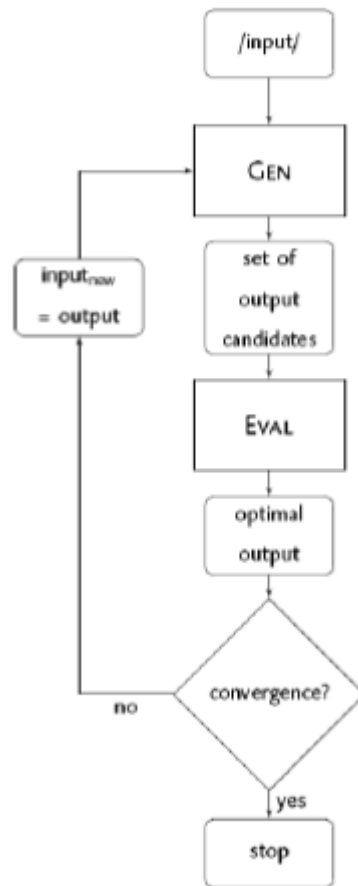 /input/
GEN
set of
output
candidates
input_new
= output
EVAL
optimal
output
convergence?
no
yes
stop